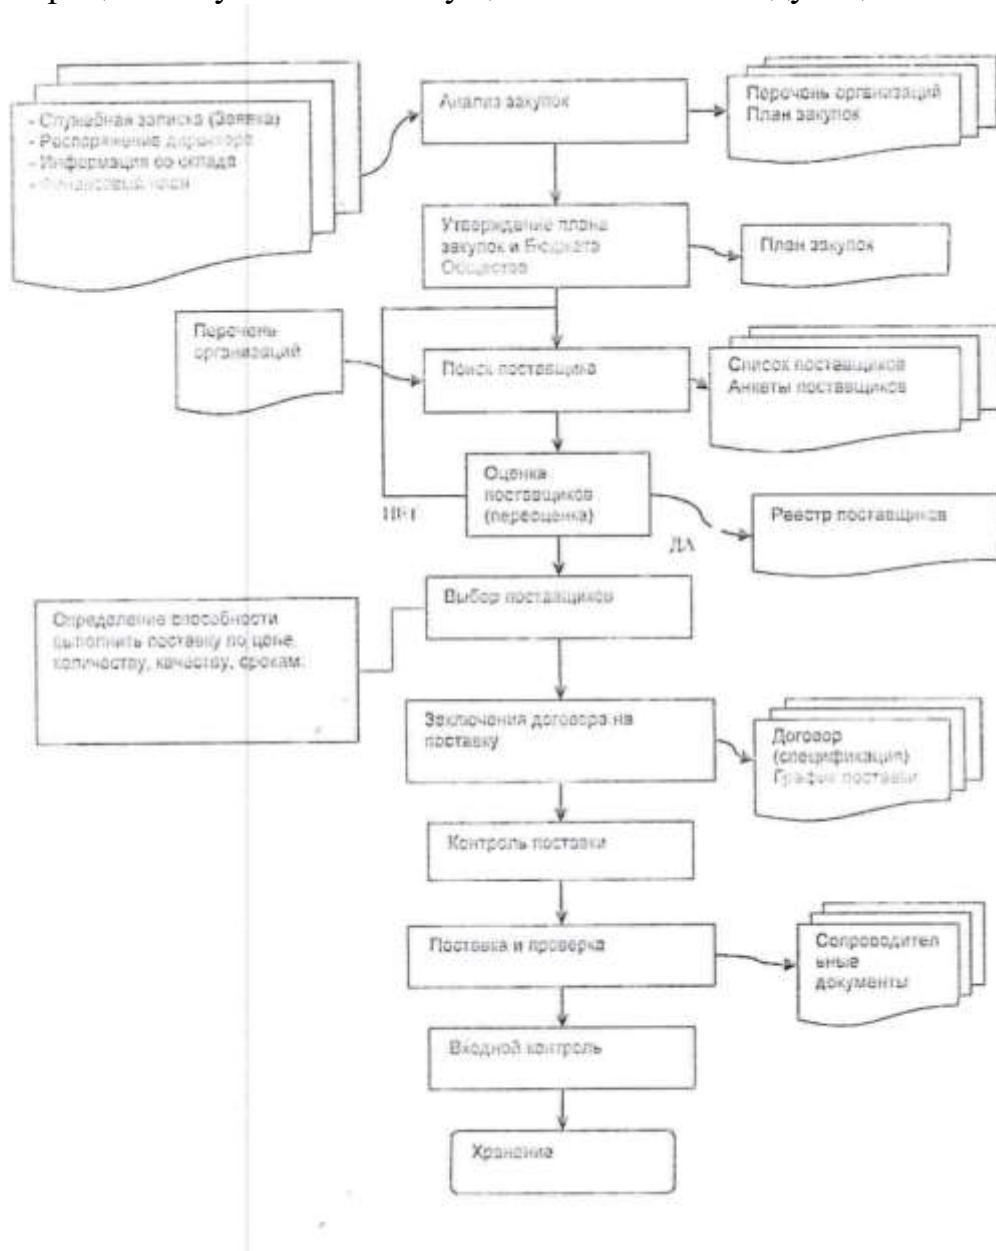 - Служебная записка (Заявка)
- Распоряжение директора
- Информация со склада
- Финансовый план
Анализ закупок
Перечень организаций
План закупок
Утверждение плана
закупок и Бюджета
Общества
План закупок
Перечень
организаций
Поиск поставщика
Список поставщиков
Анкеты поставщиков
Оценка
поставщиков
(переоценка)
НЕТ
ДА
Реестр поставщиков
Выбор поставщиков
Определение способности
выполнить поставку по цене,
количеству, качеству, срокам.
Заключения договора на
поставку
Договор
(спецификация)
График поставки
Контроль поставки
Поставка и проверка
Сопроводител
ьные
документы
Входной контроль
Хранение